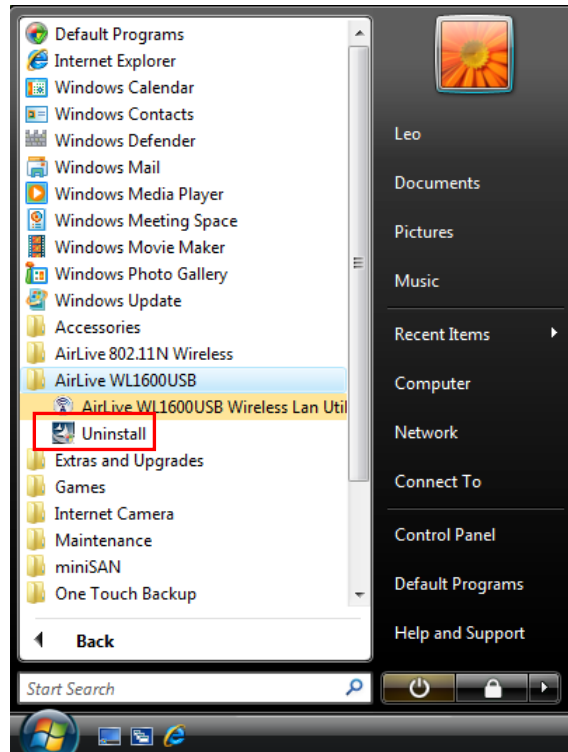 Default Programs
Internet Explorer
Windows Calendar
Windows Contacts
Windows Defender
Windows Mail
Windows Media Player
Windows Meeting Space
Windows Movie Maker
Windows Photo Gallery
Windows Update
Accessories
AirLive 802.11N Wireless
AirLive WL1600USB
AirLive WL1600USB Wireless Lan Util
Uninstall
Extras and Upgrades
Games
Internet Camera
Maintenance
miniSAN
One Touch Backup
Back
Start Search
Leo
Documents
Pictures
Music
Recent Items
Computer
Network
Connect To
Control Panel
Default Programs
Help and Support